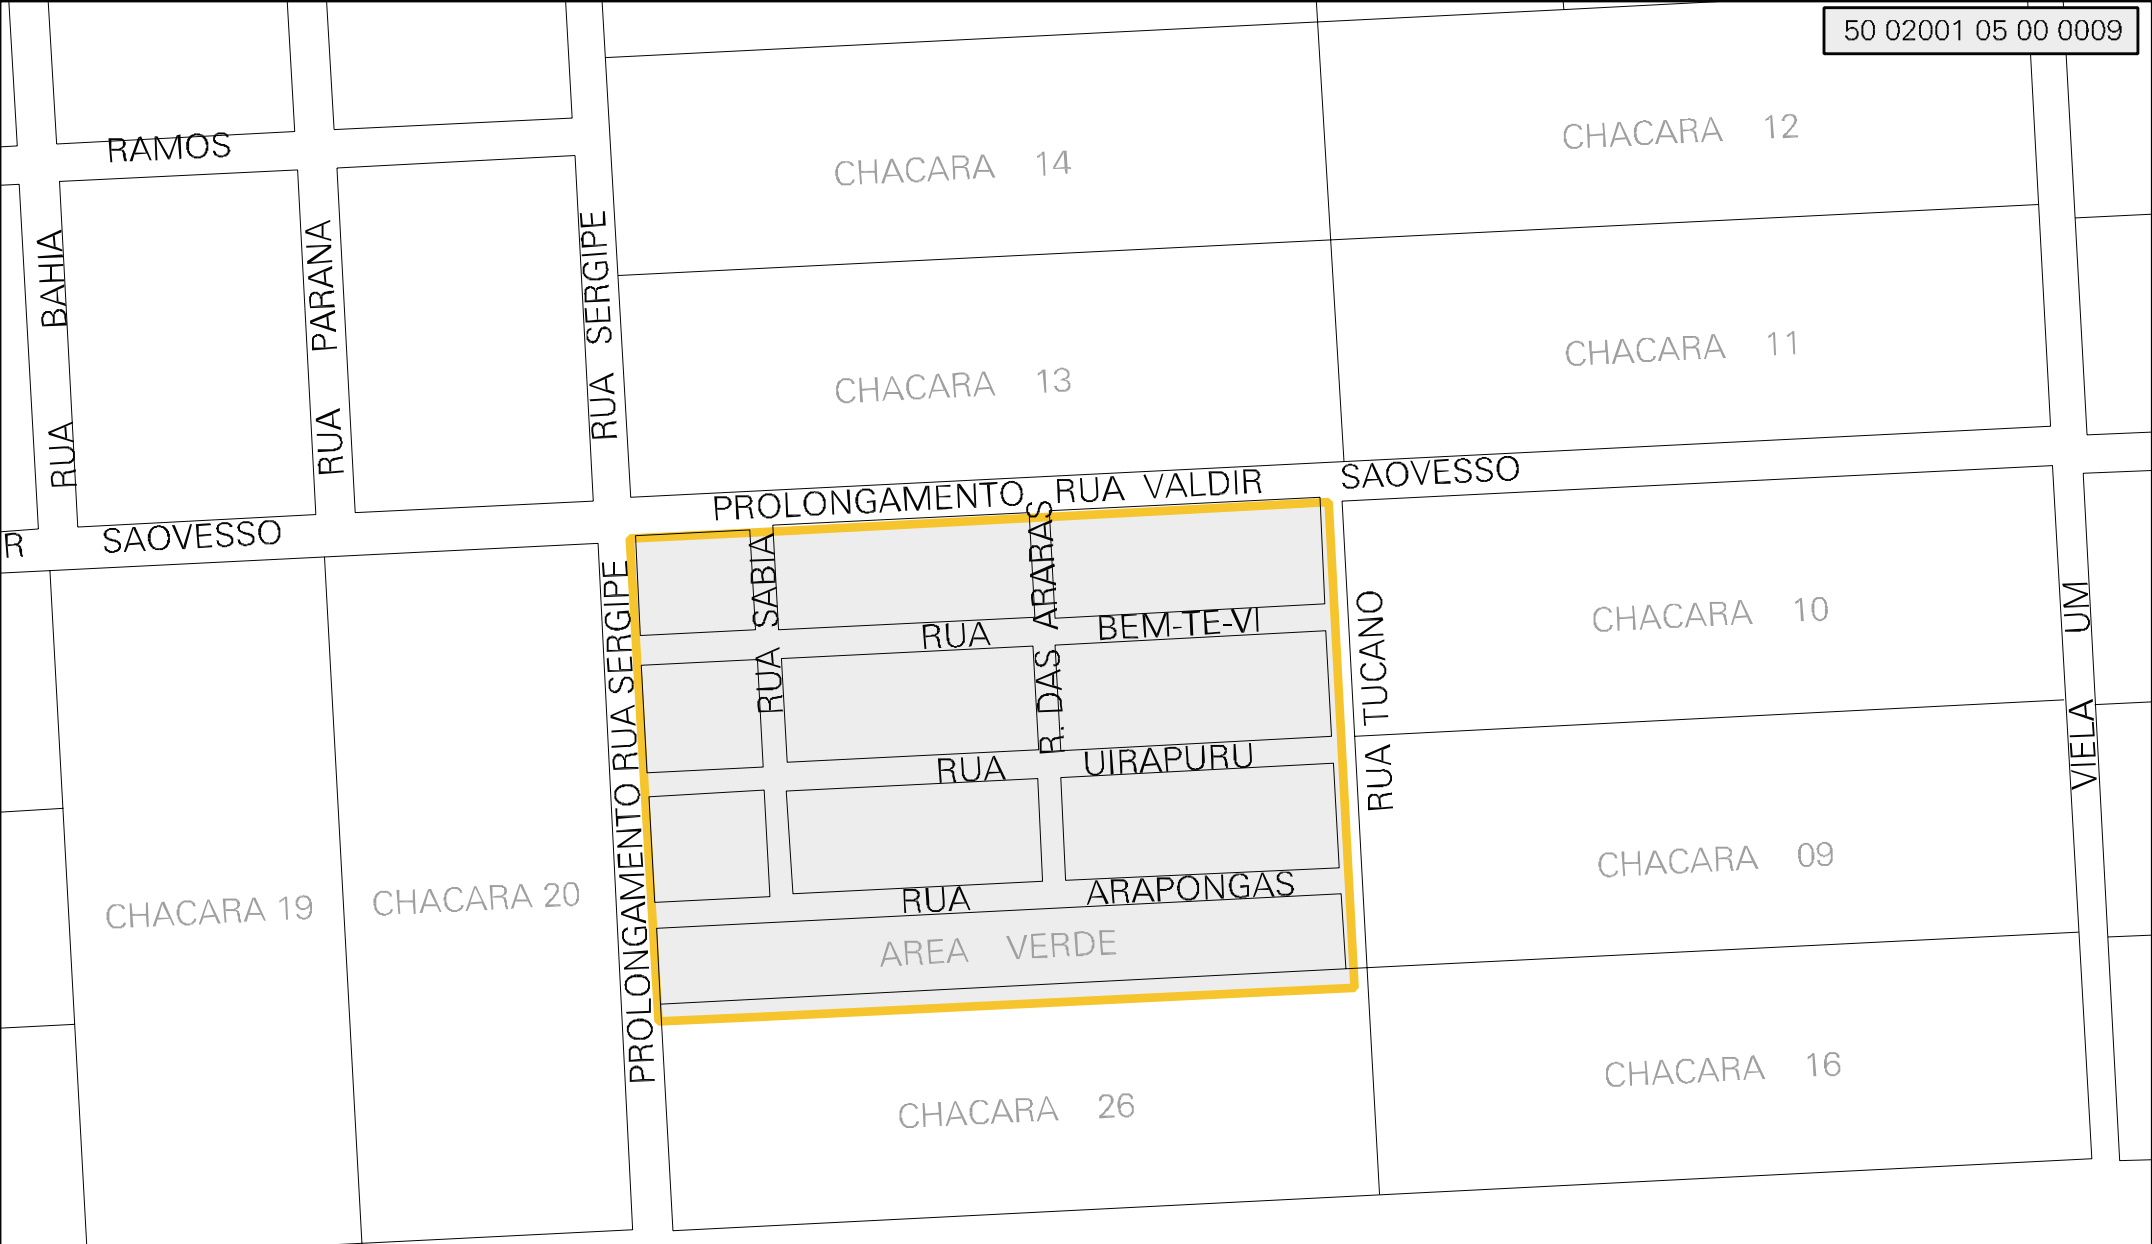 50 02001 05 00 0009
CHACARA 12
RAMOS
CHACARA 14
RUA BAHIA
RUA PARANA
RUA SERGIPE
CHACARA 11
CHACARA 13
PROLONGAMENTO RUA VALDIR SAOVESSO
R SAOVESSO
RUA SABIA
R. DAS ARARAS
RUA BEM-TE-VI
PROLONGAMENTO RUA SERGIPE
RUA TUCANO
CHACARA 10
VIELA UM
RUA UIRAPURU
CHACARA 09
CHACARA 19
CHACARA 20
RUA ARAPONGAS
AREA VERDE
CHACARA 16
CHACARA 26